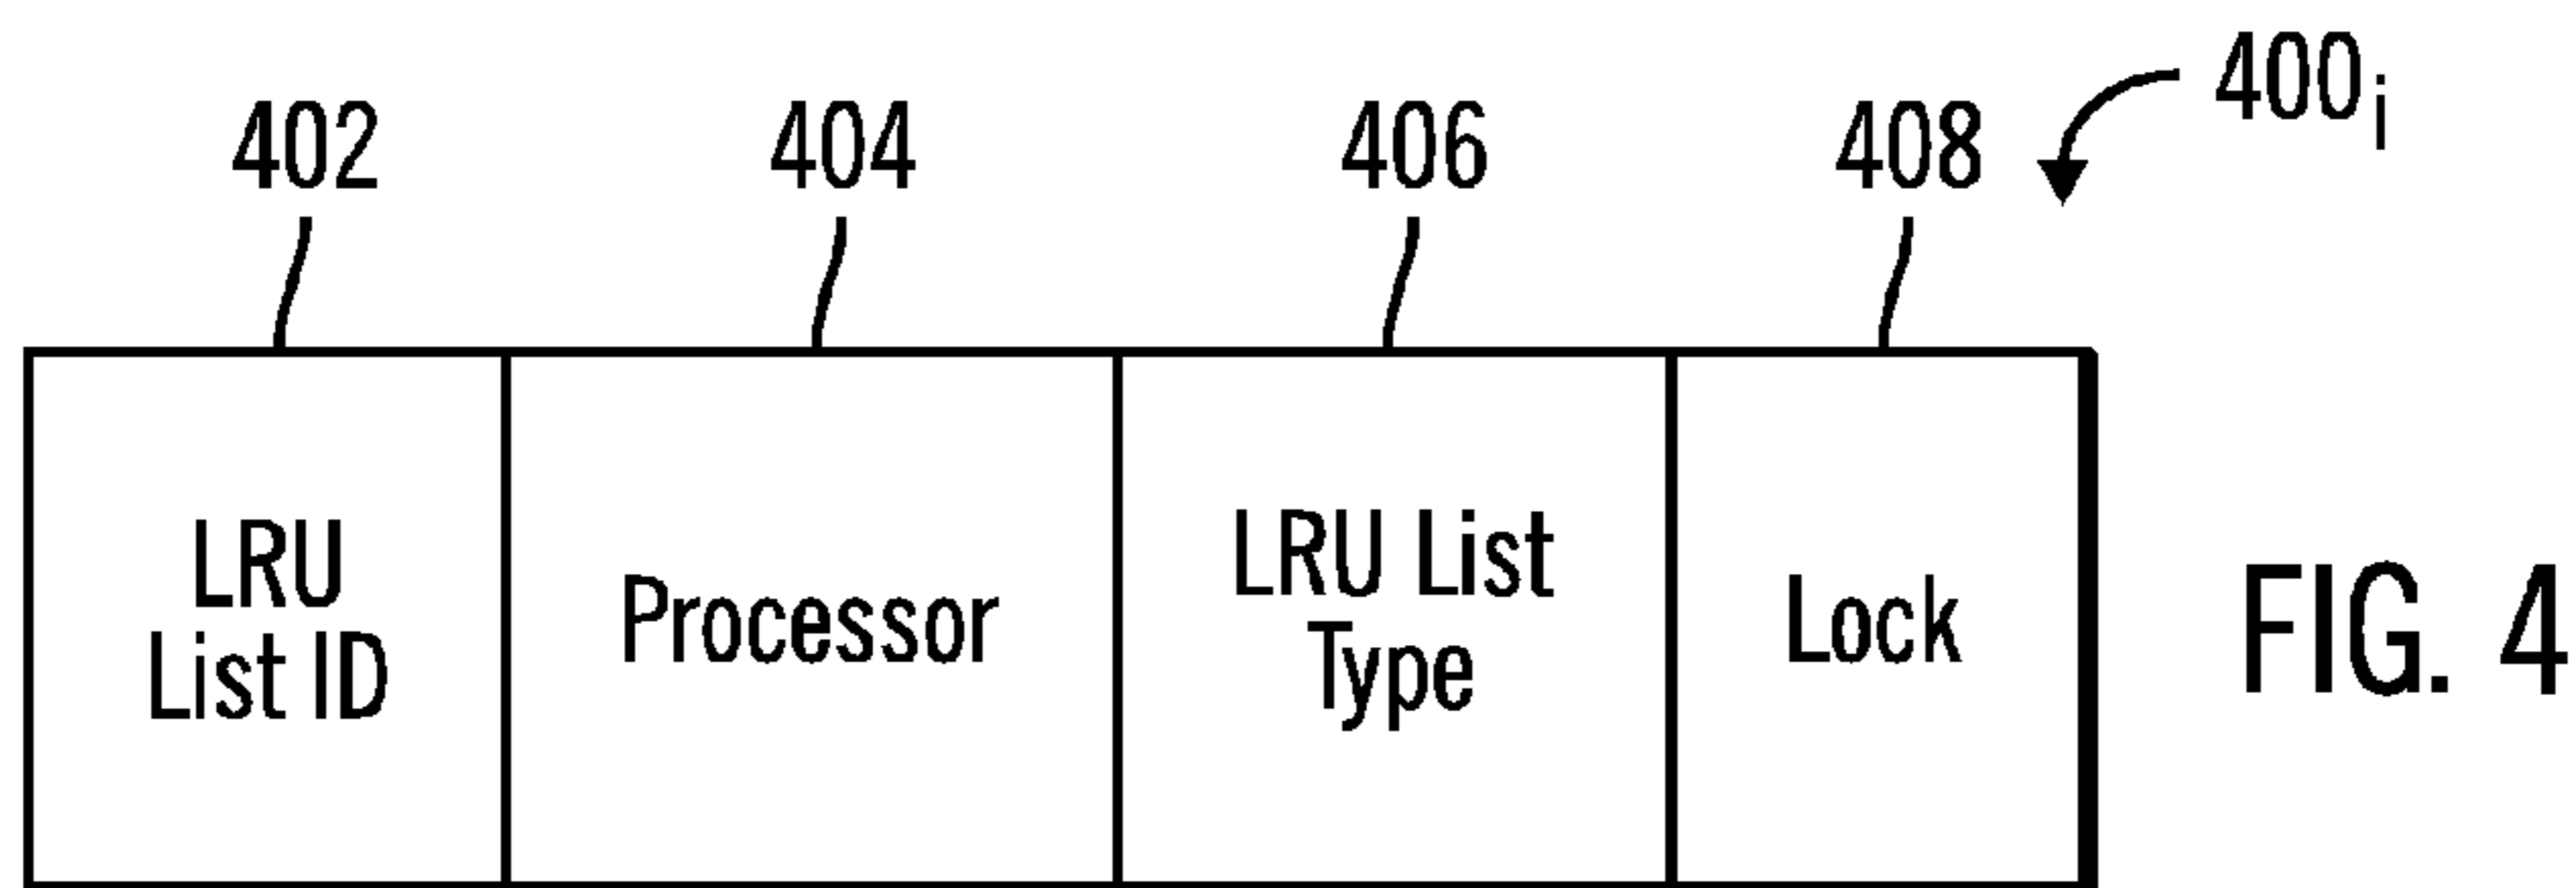 402 404 406 408 400i
LRU
List ID
Processor
LRU List
Type
Lock
FIG. 4